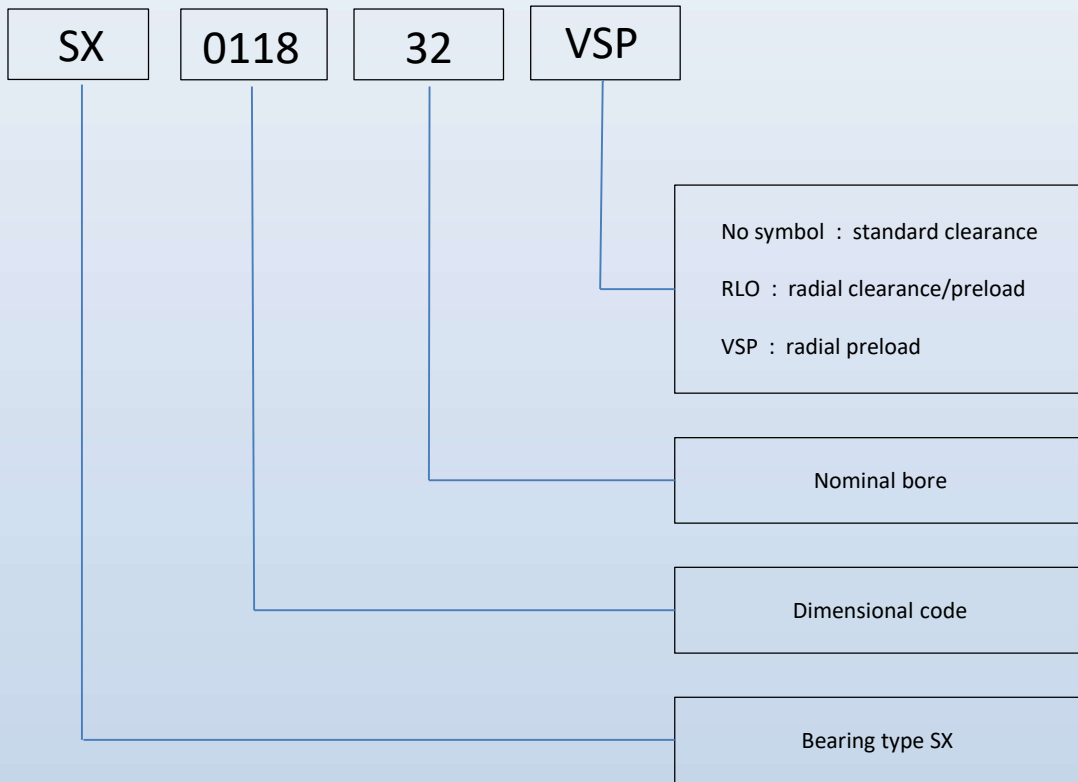 SX 0118 32 VSP
No symbol : standard clearance
RLO : radial clearance/preload
VSP : radial preload
Nominal bore
Dimensional code
Bearing type SX